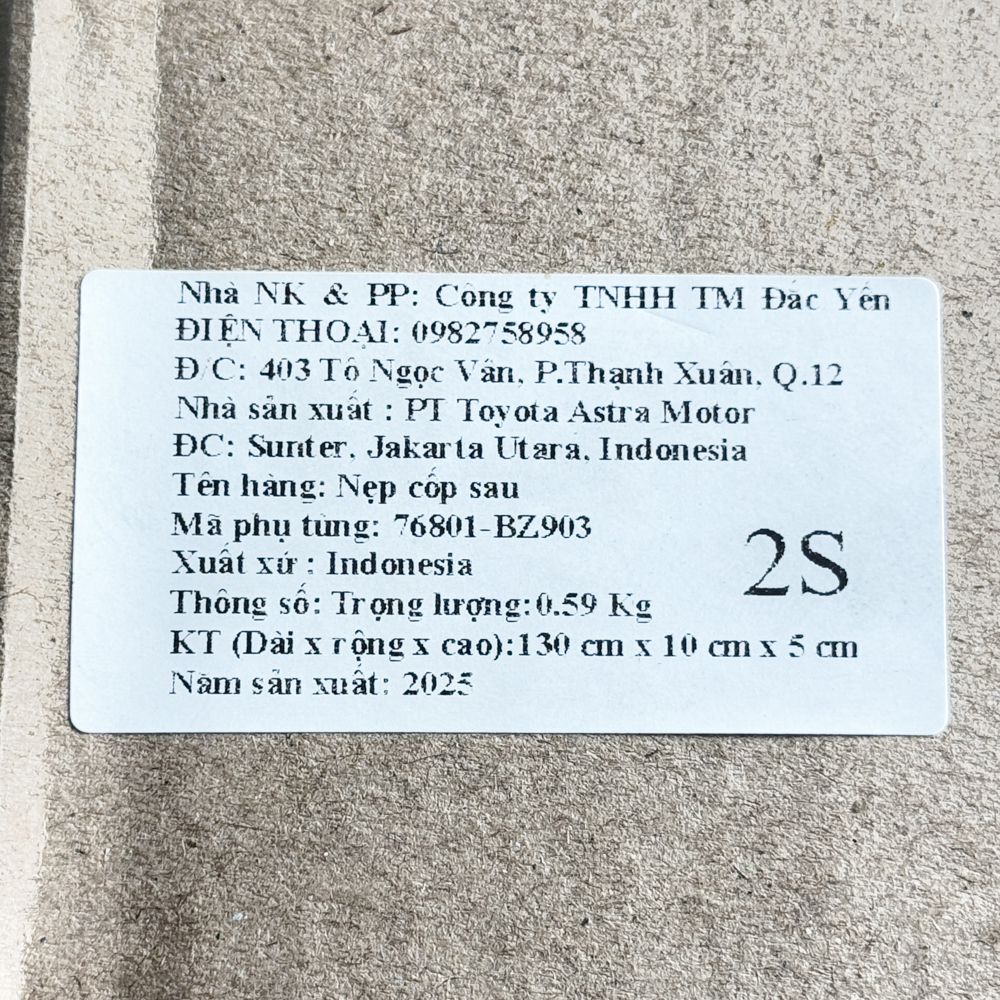 Nhà NK & PP: Công ty TNHH TM Đắc Yến
ĐIỆN THOẠI: 0982758958
Đ/C: 403 Tô Ngọc Vân, P.Thạnh Xuân, Q.12
Nhà sản xuất : PT Toyota Astra Motor
ĐC: Sunter, Jakarta Utara, Indonesia
Tên hàng: Nẹp cốp sau
Mã phụ tùng: 76801-BZ903
Xuất xứ : Indonesia
2S
Thông số: Trọng lượng:0.59 Kg
KT (Dài x rộng x cao):130 cm x 10 cm x 5 cm
Năm sản xuất: 2025